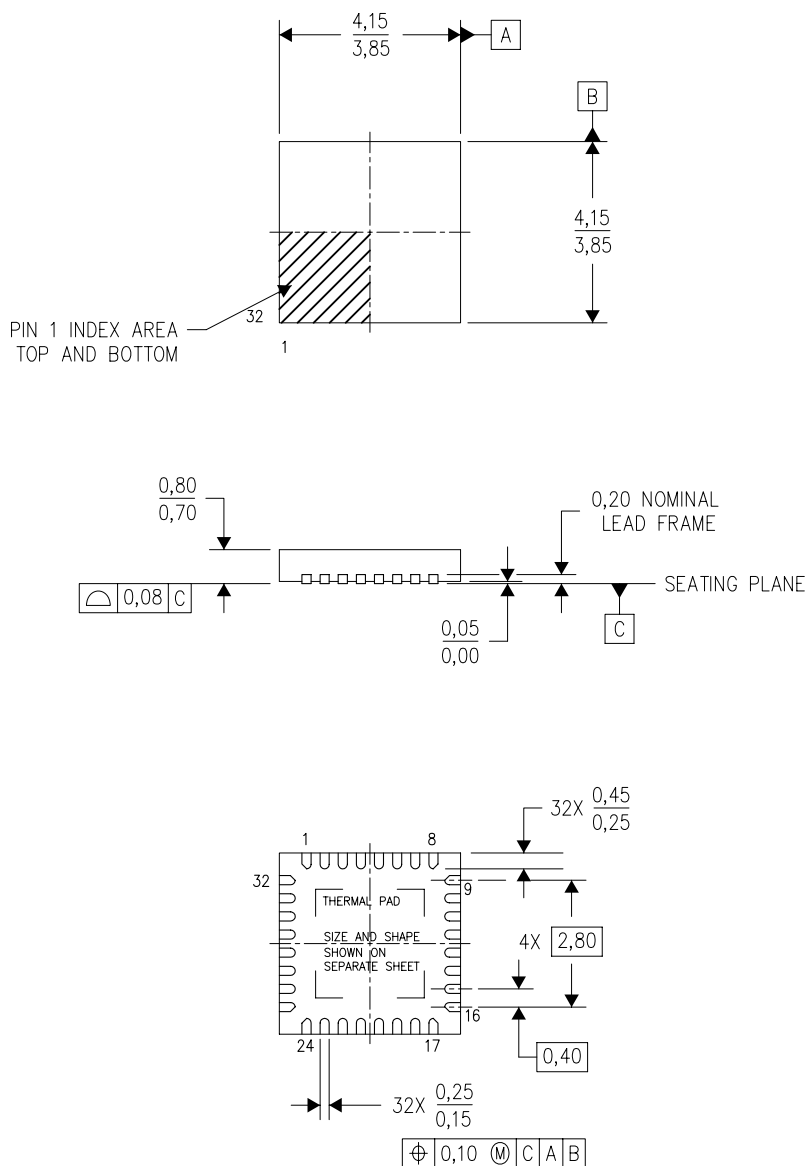 4,15
3,85
A
B
4,15
3,85
32
PIN 1 INDEX AREA
TOP AND BOTTOM
1
0,80
0,70
0,20 NOMINAL
LEAD FRAME
0,08 C
SEATING PLANE
0,05
0,00
C
32X 0,45
0,25
1
8
32
9
THERMAL PAD
SIZE AND SHAPE
SHOWN ON
SEPARATE SHEET
4X 2,80
16
24
17
0,40
32X 0,25
0,15
⌖ 0,10 Ⓜ C A B